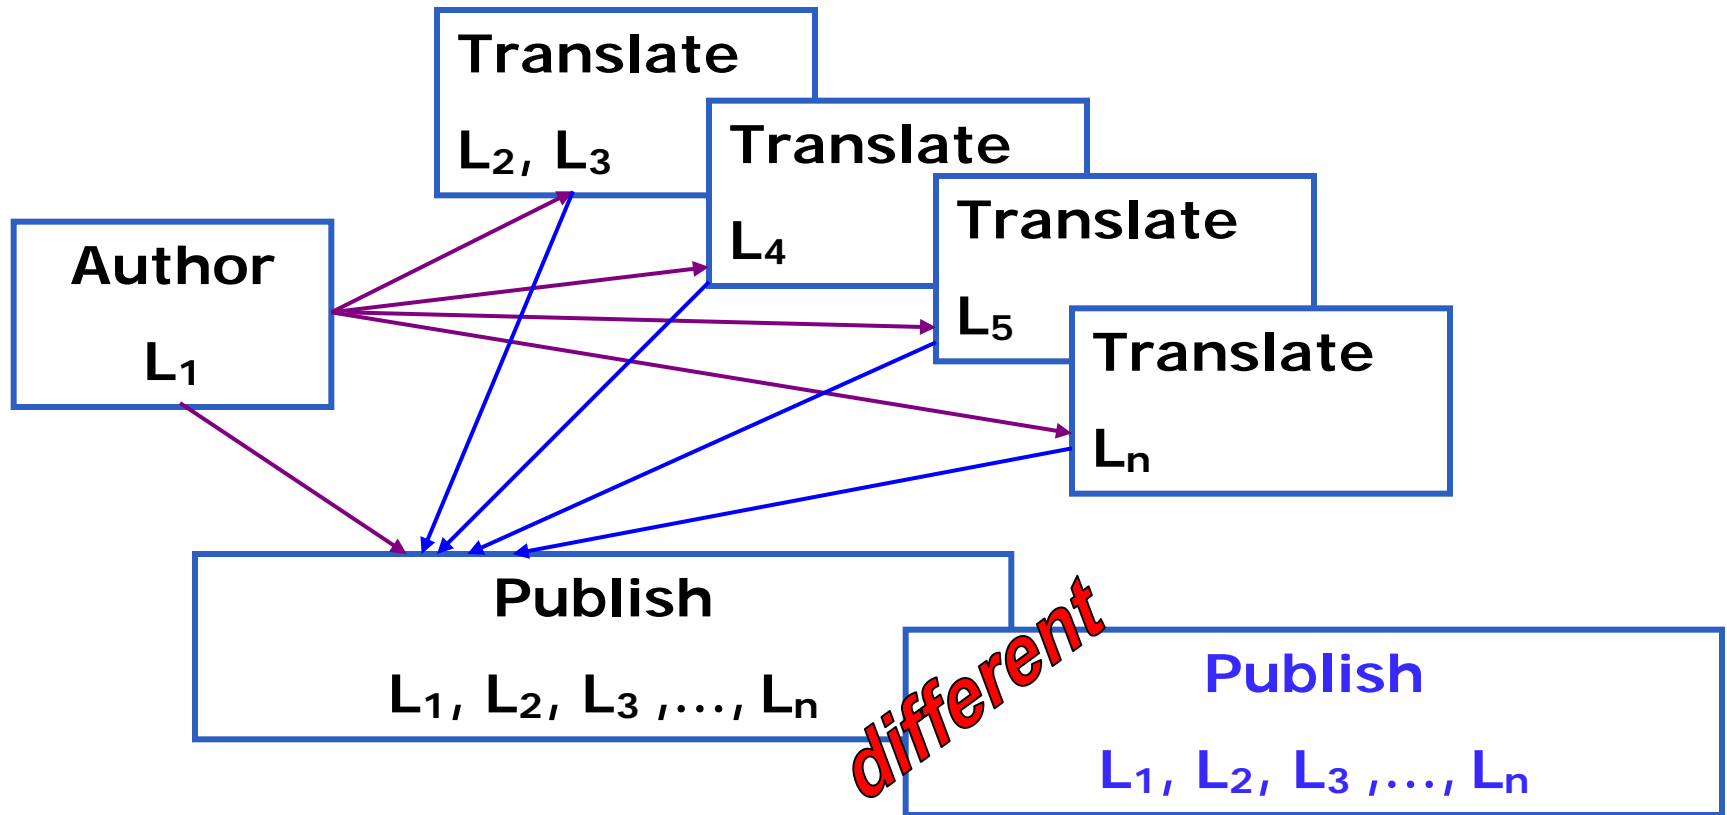 Translate
L₂, L₃
Translate
L₄
Translate
L₅
Translate
Lₙ
Author
L₁
Publish
L₁, L₂, L₃ ,..., Lₙ
different
Publish
L₁, L₂, L₃ ,..., Lₙ